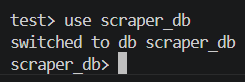 test> use scraper_db
switched to db scraper_db
scraper_db>